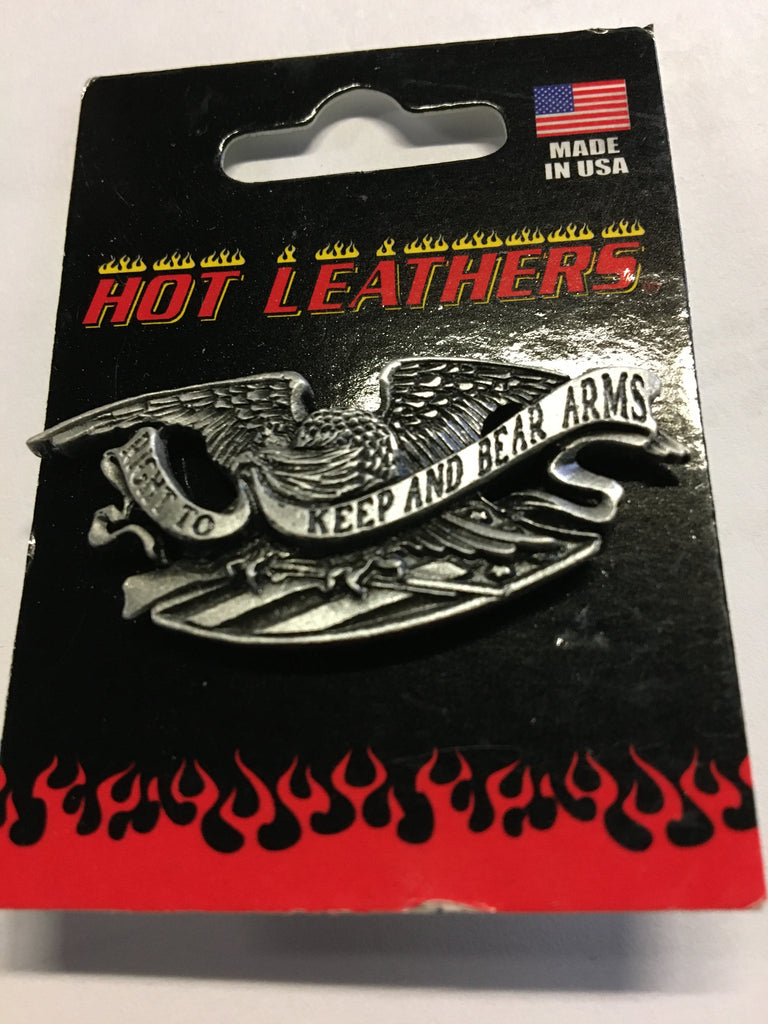 MADE
IN USA
HOT LEATHERS
RIGHT TO
KEEP AND BEAR ARMS